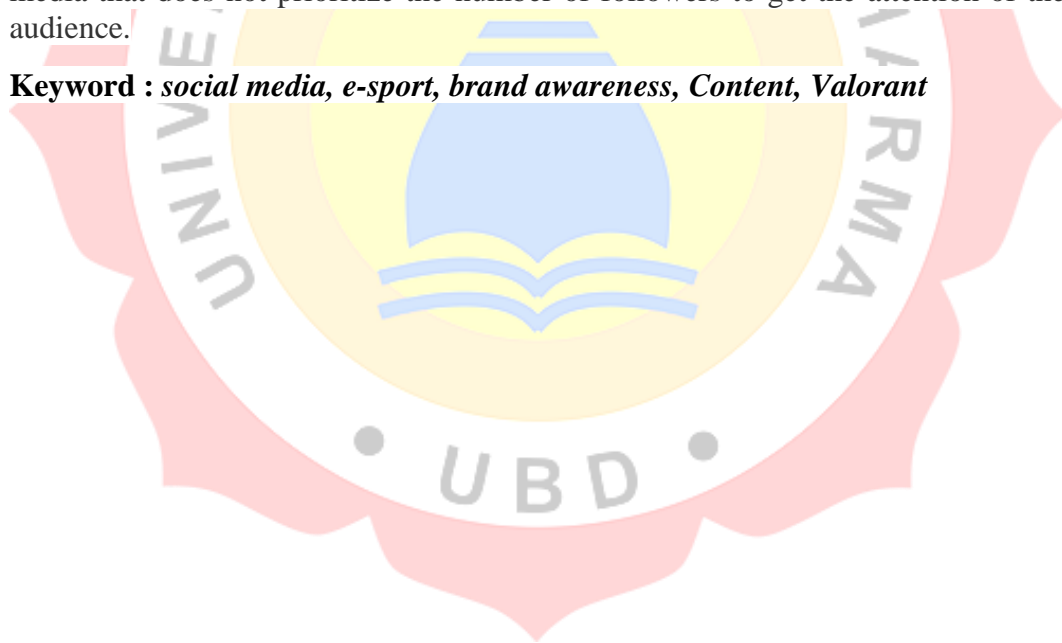 media that does not prioritize the number of followers to get the attention of the
audience.
Keyword : social media, e-sport, brand awareness, Content, Valorant
UBD